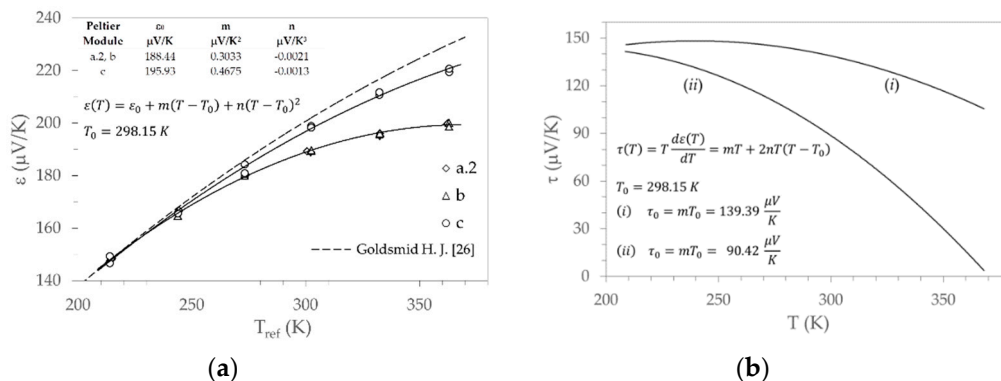 Peltier ε₀ m n
Module μV/K μV/K² μV/K³
a.2, b 188.44 0.3033 -0.0021
c 195.93 0.4675 -0.0013
ε(T) = ε₀ + m(T − T₀) + n(T − T₀)²
T₀ = 298.15 K
a.2
b
c
Goldsmid H. J. [26]
ε (μV/K)
240
220
200
180
160
140
200 250 300 350 400
T_ref (K)
(a)
τ (μV/K)
150
120
90
60
30
0
(i)
(ii)
τ(T) = T dε(T)/dT = mT + 2nT(T − T₀)
T₀ = 298.15 K
(i) τ₀ = mT₀ = 139.39 μV/K
(ii) τ₀ = mT₀ = 90.42 μV/K
200 250 300 350
T (K)
(b)